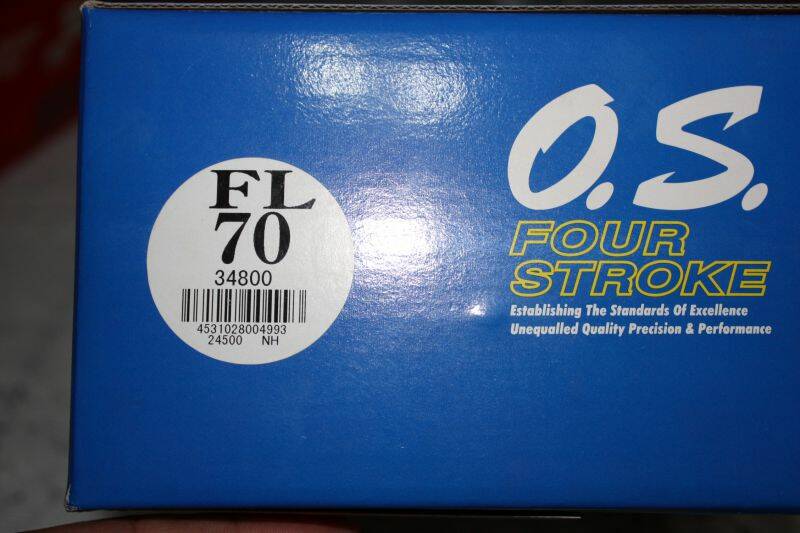 FL
70
34800
4531028004993
24500 NH
O.S.
FOUR
STROKE
Establishing The Standards Of Excellence
Unequalled Quality Precision & Performance